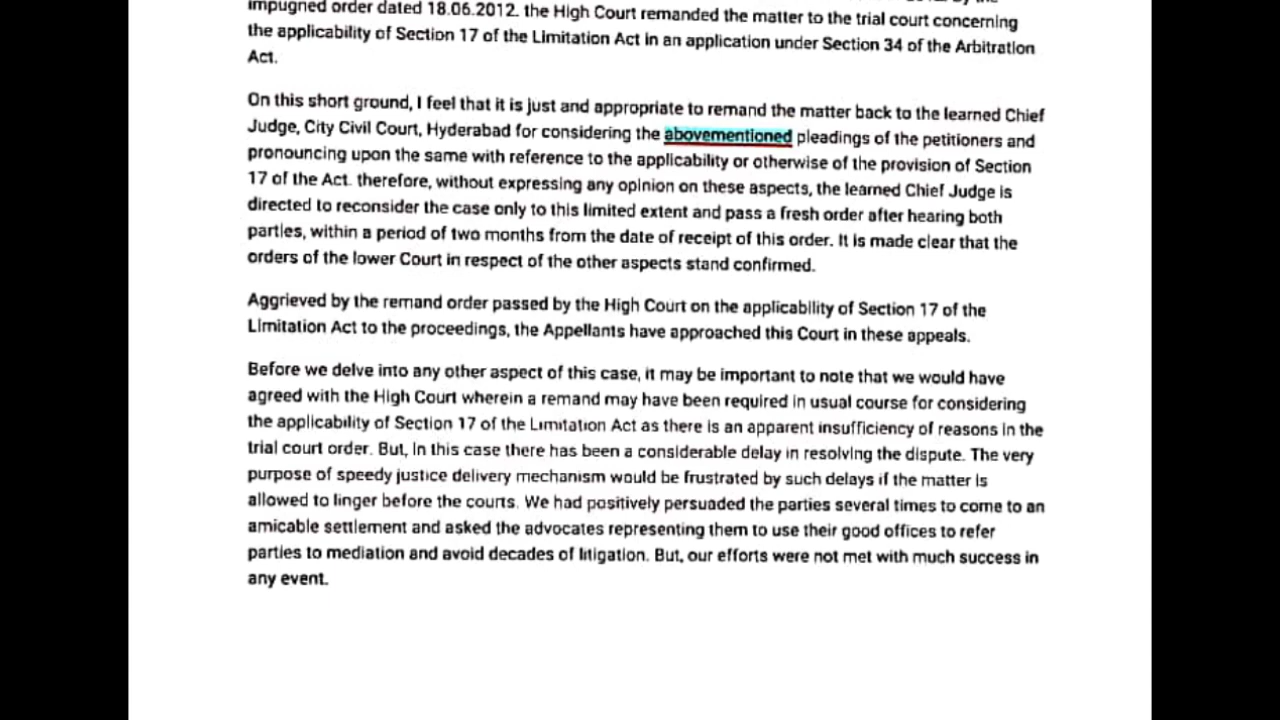 impugned order dated 18.06.2012. the High Court remanded the matter to the trial court concerning
the applicability of Section 17 of the Limitation Act in an application under Section 34 of the Arbitration
Act.
On this short ground, I feel that it is just and appropriate to remand the matter back to the learned Chief
Judge, City Civil Court, Hyderabad for considering the abovementioned pleadings of the petitioners and
pronouncing upon the same with reference to the applicability or otherwise of the provision of Section
17 of the Act. therefore, without expressing any opinion on these aspects, the learned Chief Judge is
directed to reconsider the case only to this limited extent and pass a fresh order after hearing both
parties, within a period of two months from the date of receipt of this order. It is made clear that the
orders of the lower Court in respect of the other aspects stand confirmed.
Aggrieved by the remand order passed by the High Court on the applicability of Section 17 of the
Limitation Act to the proceedings, the Appellants have approached this Court in these appeals.
Before we delve into any other aspect of this case, it may be important to note that we would have
agreed with the High Court wherein a remand may have been required in usual course for considering
the applicability of Section 17 of the Limitation Act as there is an apparent insufficiency of reasons in the
trial court order. But, in this case there has been a considerable delay in resolving the dispute. The very
purpose of speedy justice delivery mechanism would be frustrated by such delays if the matter is
allowed to linger before the courts. We had positively persuaded the parties several times to come to an
amicable settlement and asked the advocates representing them to use their good offices to refer
parties to mediation and avoid decades of litigation. But, our efforts were not met with much success in
any event.